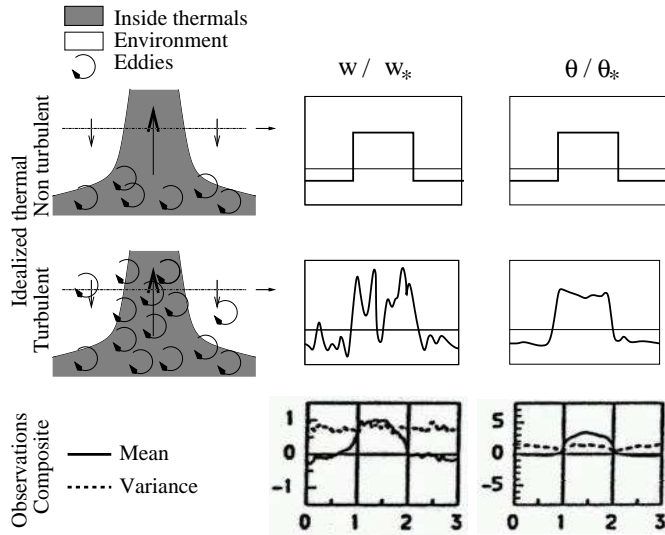 Inside thermals
Environment
Eddies
w / w*
θ / θ*
Idealized thermal
Non turbulent
Turbulent
Observations
Composite
Mean
Variance
1
0
-1
0 1 2 3
5
0
-5
0 1 2 3